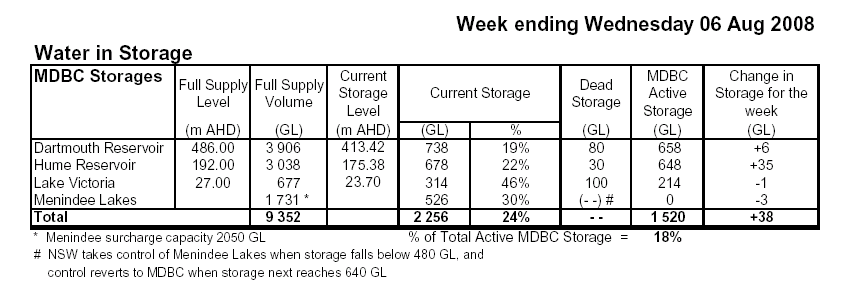 Week ending Wednesday 06 Aug 2008
Water in Storage
MDBC Storages Full Supply Level (m AHD) Full Supply Volume (GL) Current Storage Level (m AHD) Current Storage (GL) % Dead Storage (GL) MDBC Active Storage (GL) Change in Storage for the week (GL)
Dartmouth Reservoir 486.00 3 906 413.42 738 19% 80 658 +6
Hume Reservoir 192.00 3 038 175.38 678 22% 30 648 +35
Lake Victoria 27.00 677 23.70 314 46% 100 214 -1
Menindee Lakes 1 731 * 526 30% (- -) # 0 -3
Total 9 352 2 256 24% - - 1 520 +38
* Menindee surcharge capacity 2050 GL % of Total Active MDBC Storage = 18%
# NSW takes control of Menindee Lakes when storage falls below 480 GL, and
control reverts to MDBC when storage next reaches 640 GL